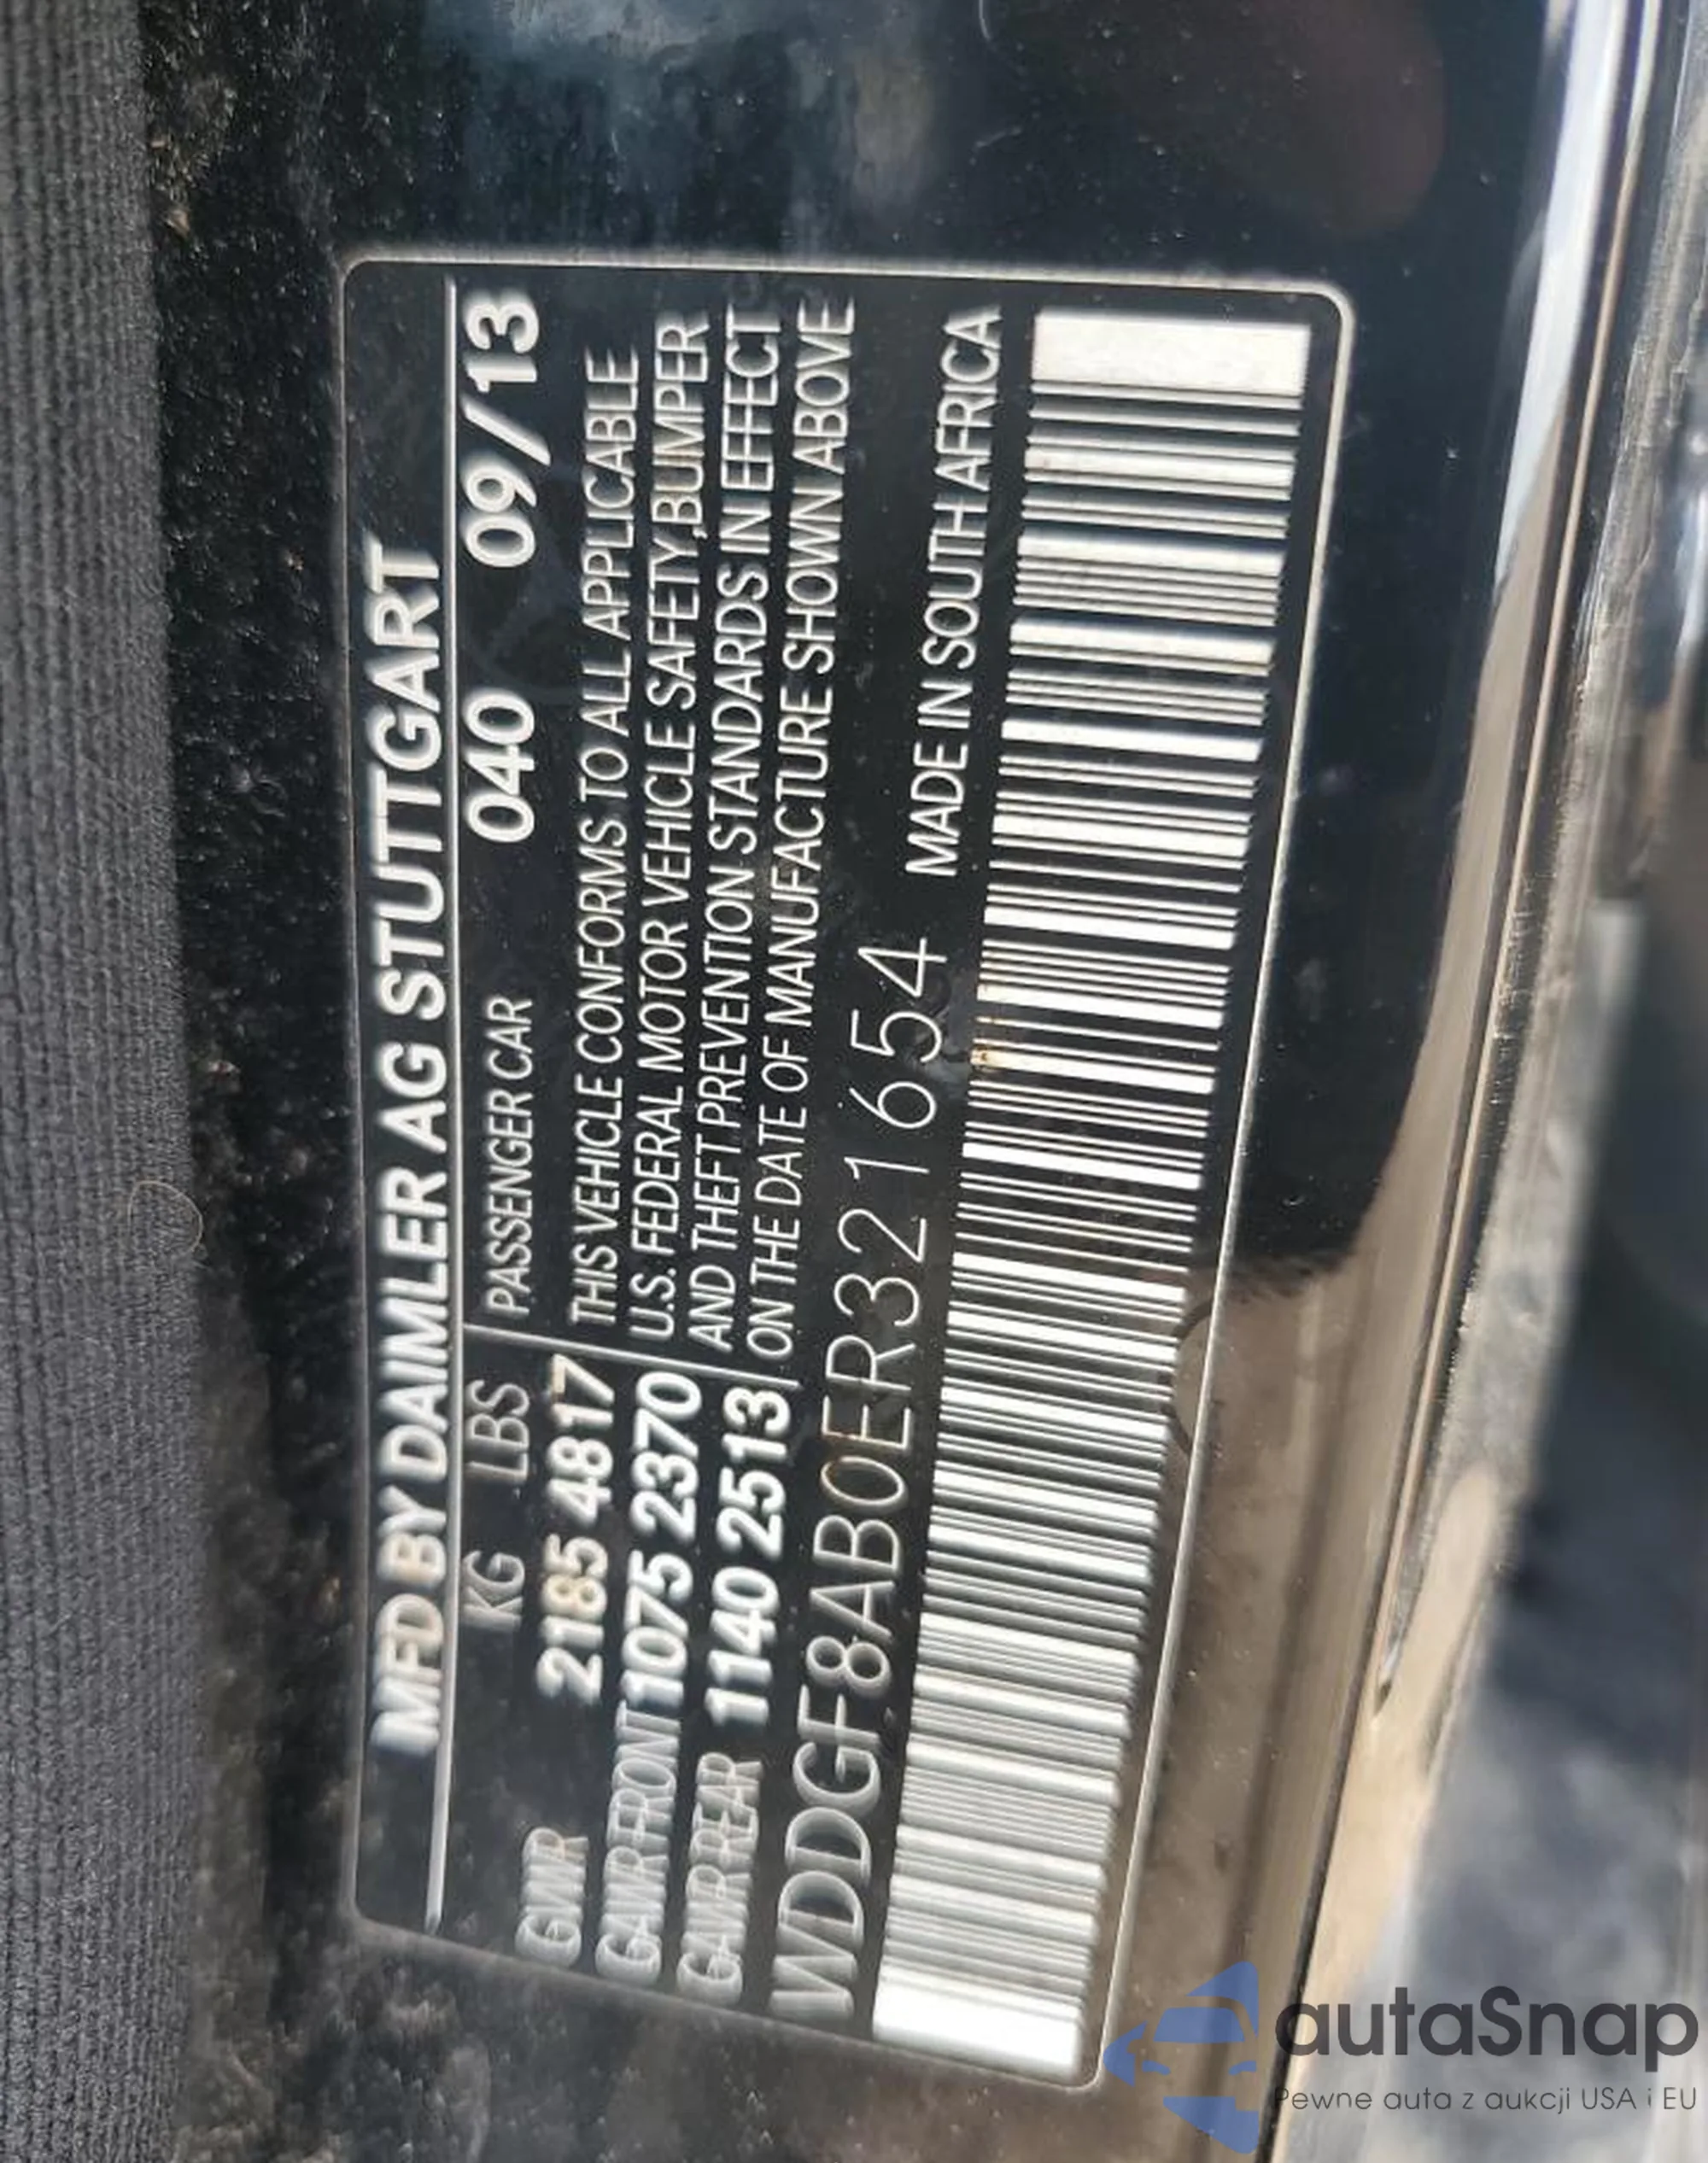 MFD BY DAIMLER AG STUTTGART
KG LBS PASSENGER CAR 040 09/13
GVWR 2185 4817 THIS VEHICLE CONFORMS TO ALL APPLICABLE
GAWR FRONT 1075 2370 U.S. FEDERAL MOTOR VEHICLE SAFETY, BUMPER
GAWR REAR 1140 2513 AND THEFT PREVENTION STANDARDS IN EFFECT
ON THE DATE OF MANUFACTURE SHOWN ABOVE
WDDGF8AB0ER321654 MADE IN SOUTH AFRICA
autaSnap
Pewne auta z aukcji USA i EU